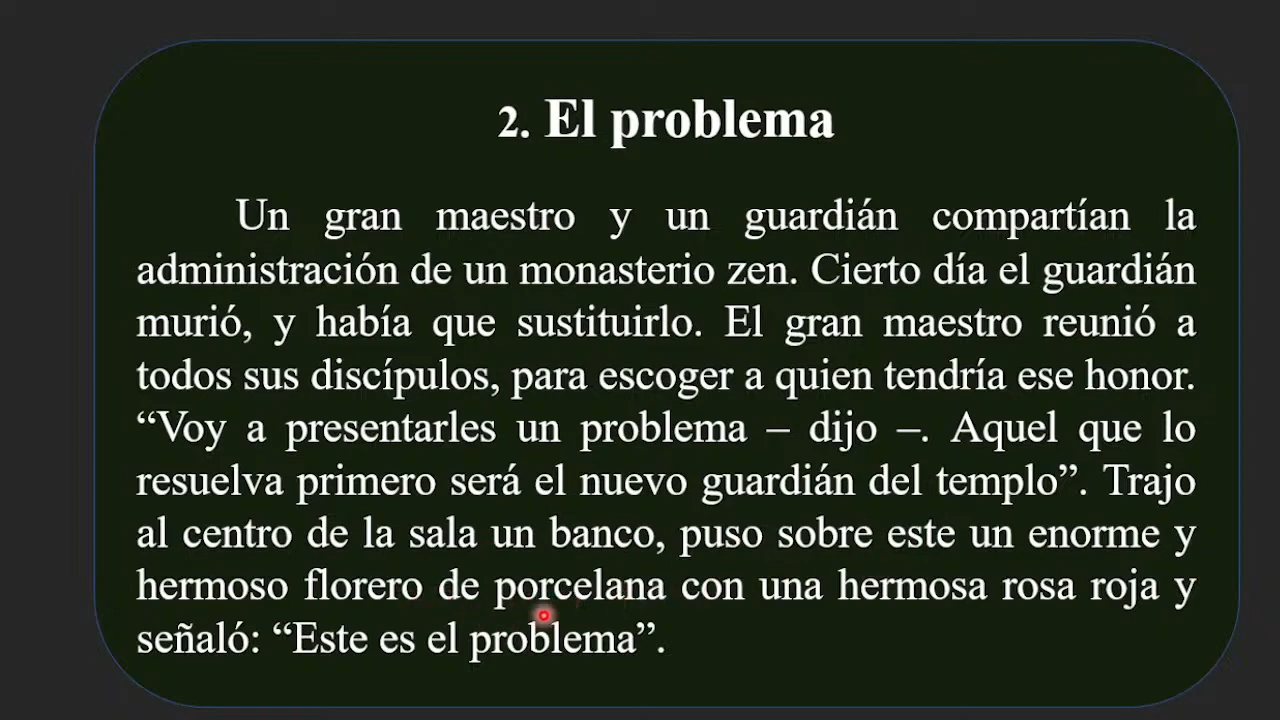 2. El problema
Un gran maestro y un guardián compartían la
administración de un monasterio zen. Cierto día el guardián
murió, y había que sustituirlo. El gran maestro reunió a
todos sus discípulos, para escoger a quien tendría ese honor.
“Voy a presentarles un problema – dijo –. Aquel que lo
resuelva primero será el nuevo guardián del templo”. Trajo
al centro de la sala un banco, puso sobre este un enorme y
hermoso florero de porcelana con una hermosa rosa roja y
señaló: “Este es el problema”.